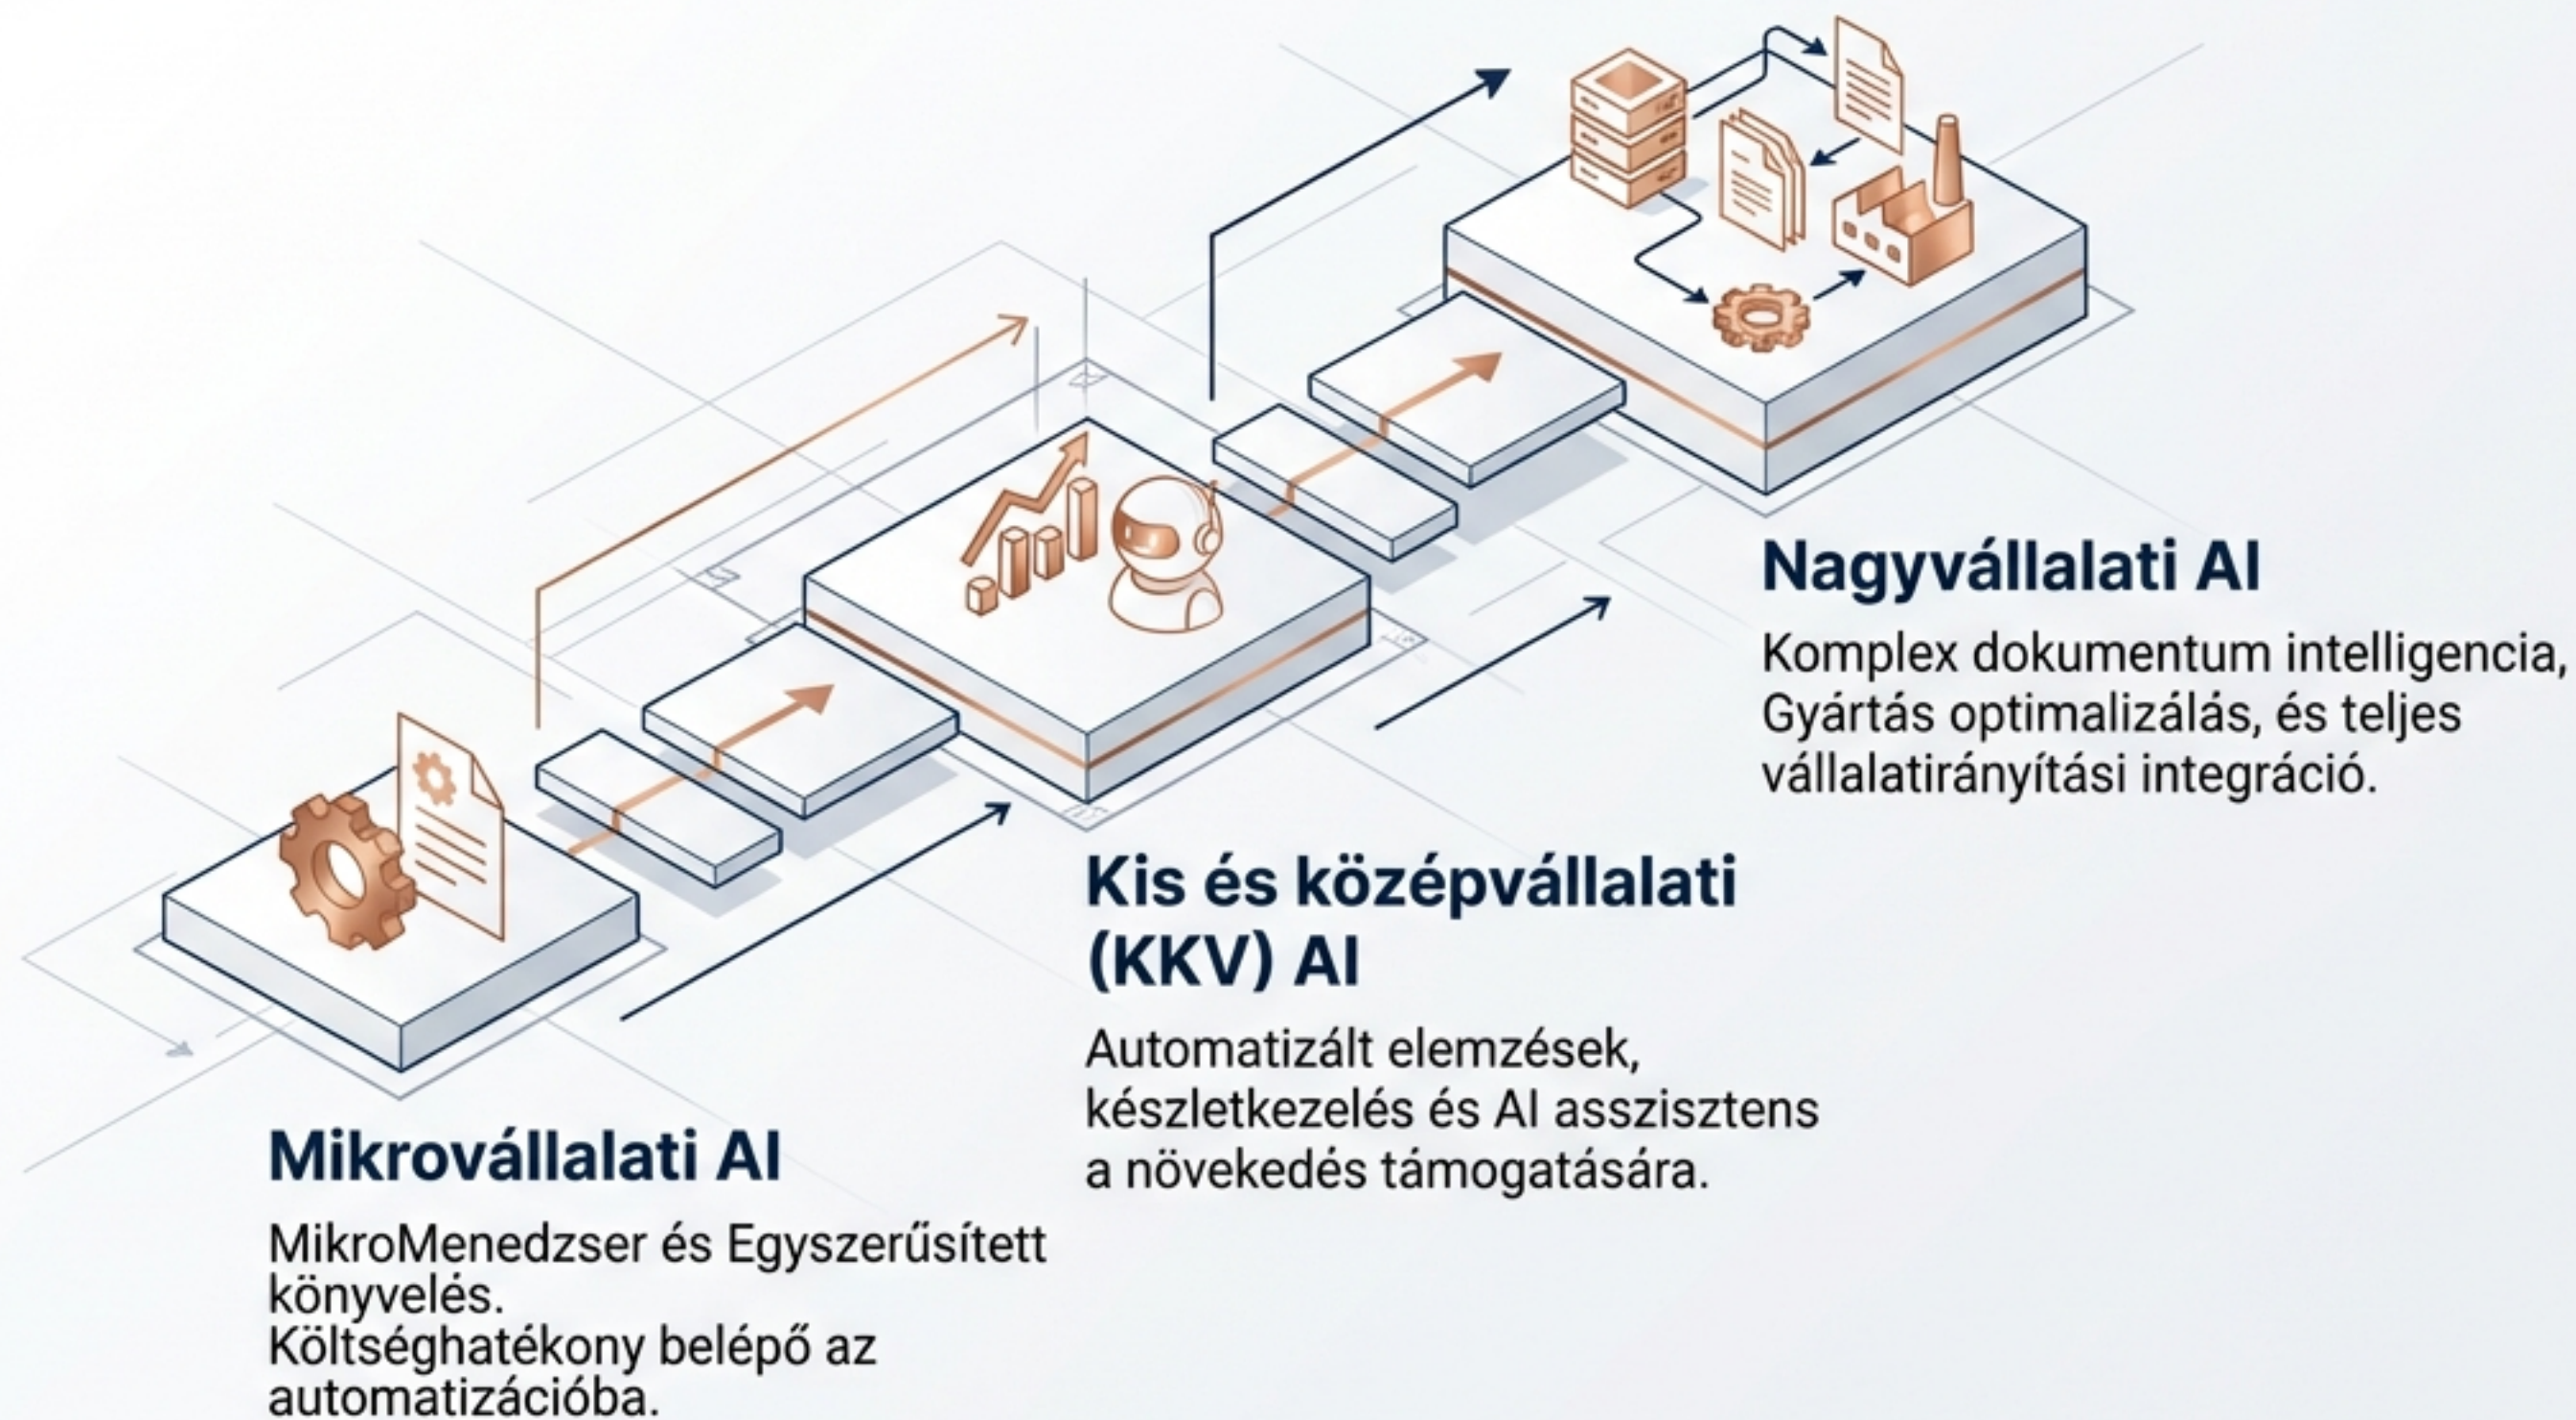 Nagyvállalati AI
Komplex dokumentum intelligencia,
Gyártás optimalizálás, és teljes
vállalatirányítási integráció.
Kis és középvállalati
(KKV) AI
Automatizált elemzések,
készletkezelés és AI asszisztens
a növekedés támogatására.
Mikrovállalati AI
MikroMenedzser és Egyszerűsített
könyvelés.
Költséghatékony belépő az
automatizációba.